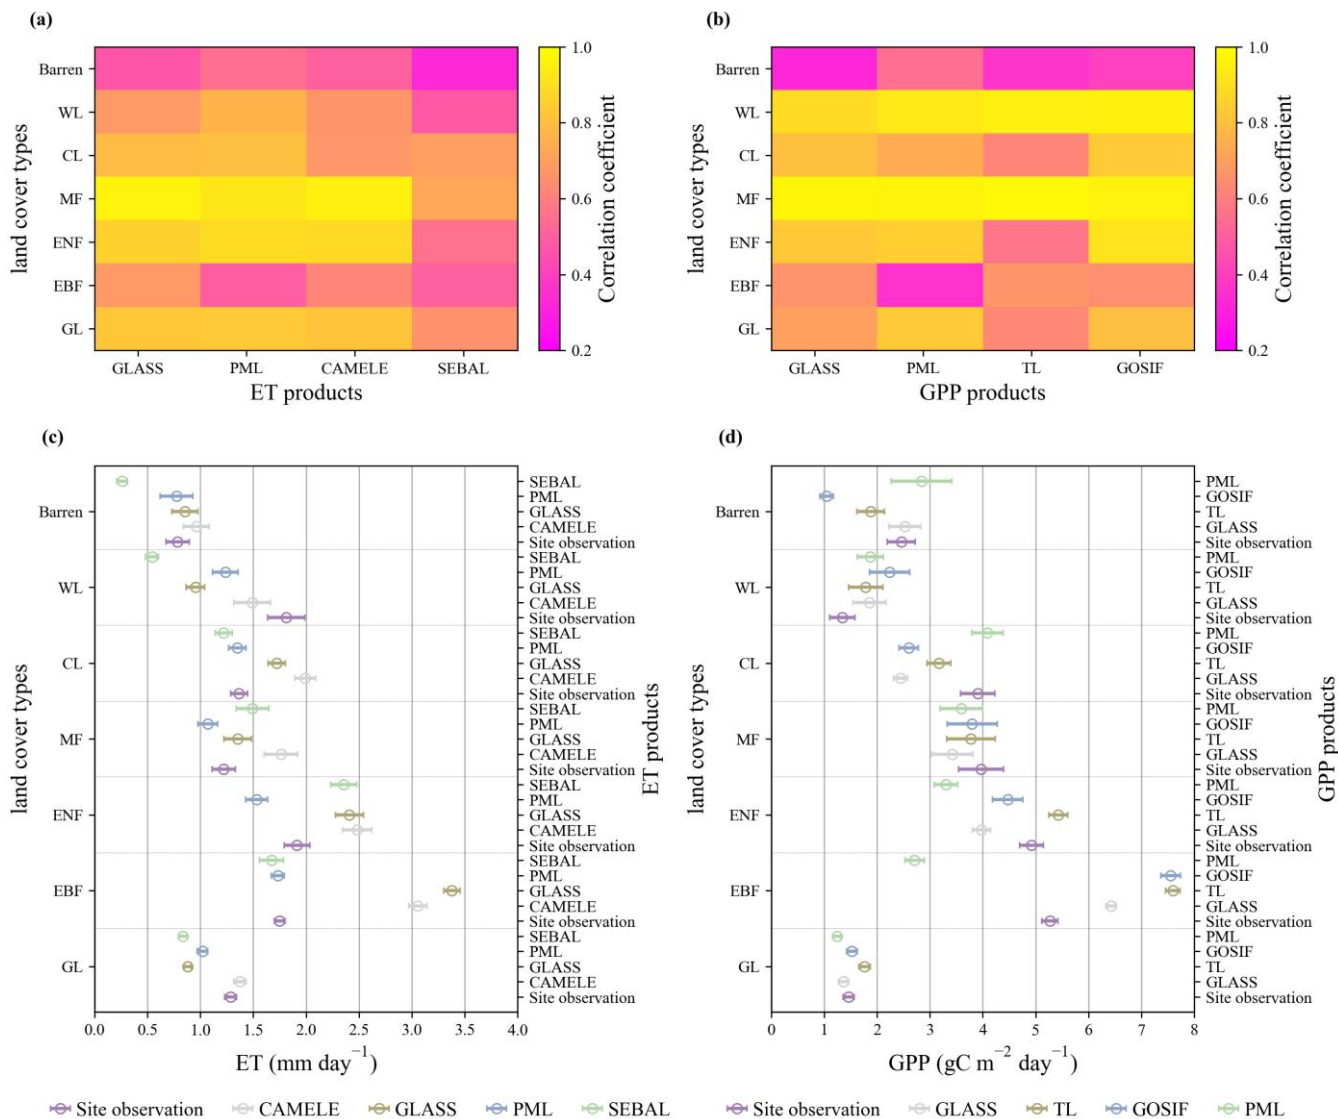 (a)
(b)
Barren
WL
CL
MF
ENF
EBF
GL
land cover types
GLASS
PML
CAMELE
SEBAL
ET products
1.0
0.8
0.6
0.4
0.2
Correlation coefficient
Barren
WL
CL
MF
ENF
EBF
GL
land cover types
GLASS
PML
TL
GOSIF
GPP products
1.0
0.8
0.6
0.4
0.2
Correlation coefficient
(c)
(d)
Barren
WL
CL
MF
ENF
EBF
GL
land cover types
SEBAL
PML
GLASS
CAMELE
Site observation
SEBAL
PML
GLASS
CAMELE
Site observation
SEBAL
PML
GLASS
CAMELE
Site observation
SEBAL
PML
GLASS
CAMELE
Site observation
SEBAL
PML
GLASS
CAMELE
Site observation
SEBAL
PML
GLASS
CAMELE
Site observation
SEBAL
PML
GLASS
CAMELE
Site observation
ET products
0.0 0.5 1.0 1.5 2.0 2.5 3.0 3.5 4.0
ET (mm day⁻¹)
Barren
WL
CL
MF
ENF
EBF
GL
land cover types
PML
GOSIF
TL
GLASS
Site observation
PML
GOSIF
TL
GLASS
Site observation
PML
GOSIF
TL
GLASS
Site observation
PML
GOSIF
TL
GLASS
Site observation
PML
GOSIF
TL
GLASS
Site observation
PML
GOSIF
TL
GLASS
Site observation
PML
GOSIF
TL
GLASS
Site observation
GPP products
0 1 2 3 4 5 6 7 8
GPP (gC m⁻² day⁻¹)
Site observation CAMELE GLASS PML SEBAL
Site observation GLASS TL GOSIF PML